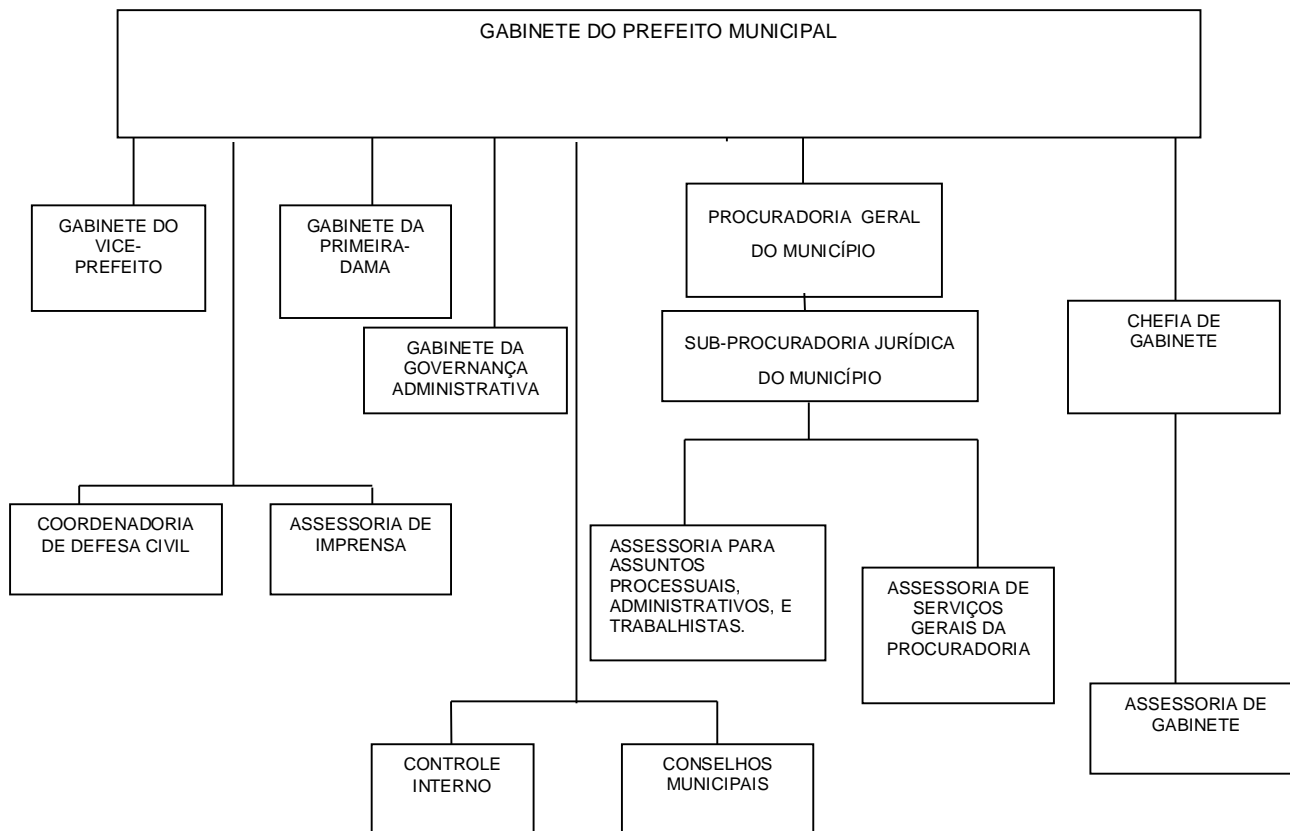 GABINETE DO PREFEITO MUNICIPAL
GABINETE DO
VICE-
PREFEITO
GABINETE DA
PRIMEIRA-
DAMA
PROCURADORIA GERAL
DO MUNICÍPIO
GABINETE DA
GOVERNANÇA
ADMINISTRATIVA
SUB-PROCURADORIA JURÍDICA
DO MUNICÍPIO
CHEFIA DE
GABINETE
COORDENADORIA
DE DEFESA CIVIL
ASSESSORIA DE
IMPRENSA
ASSESSORIA PARA
ASSUNTOS
PROCESSUAIS,
ADMINISTRATIVOS, E
TRABALHISTAS.
ASSESSORIA DE
SERVIÇOS
GERAIS DA
PROCURADORIA
ASSESSORIA DE
GABINETE
CONTROLE
INTERNO
CONSELHOS
MUNICIPAIS